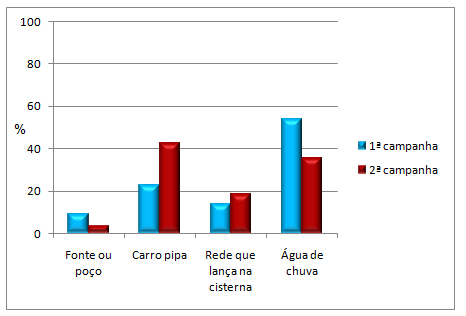 100
80
60
%
40
20
0
Fonte ou
poço
Carro pipa
Rede que
lança na
cisterna
Água de
chuva
1ª campanha
2ª campanha